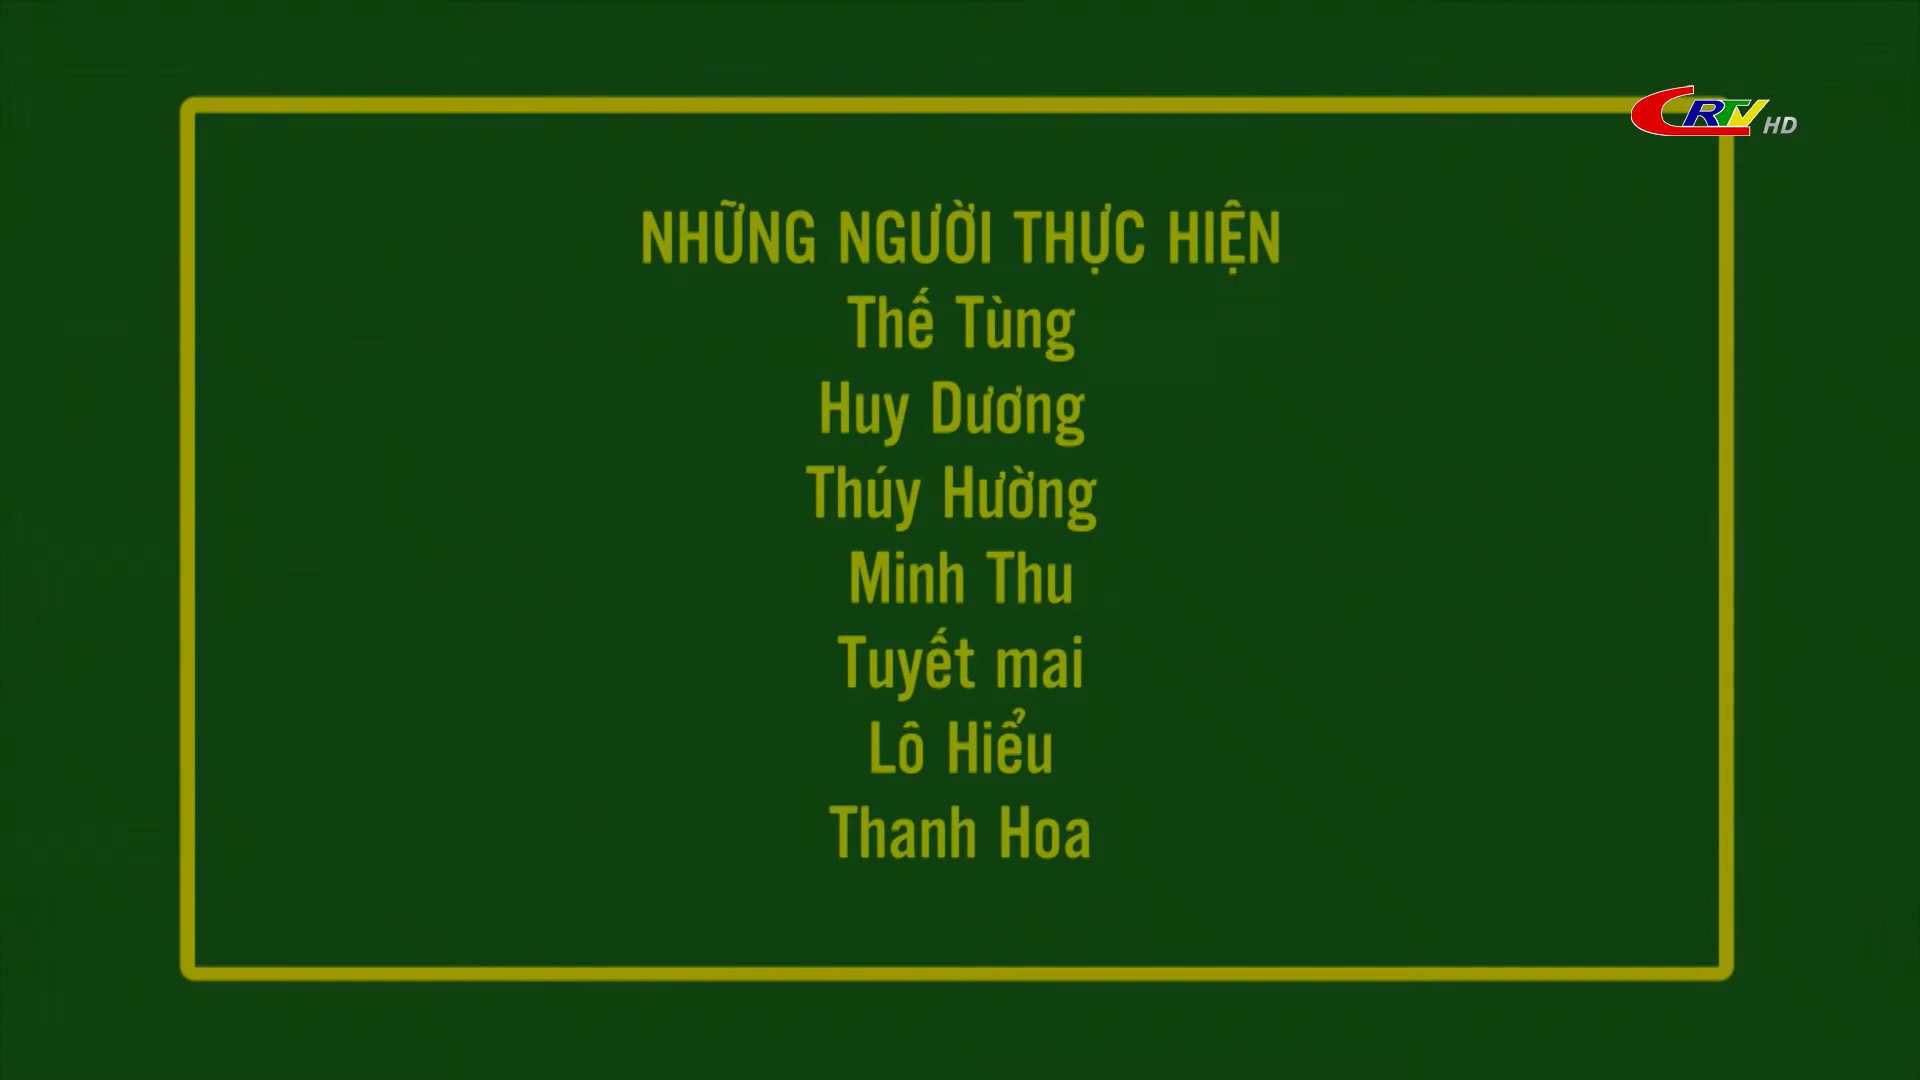 CRTV HD
NHỮNG NGƯỜI THỰC HIỆN
Thế Tùng
Huy Dương
Thúy Hường
Minh Thu
Tuyết mai
Lô Hiểu
Thanh Hoa